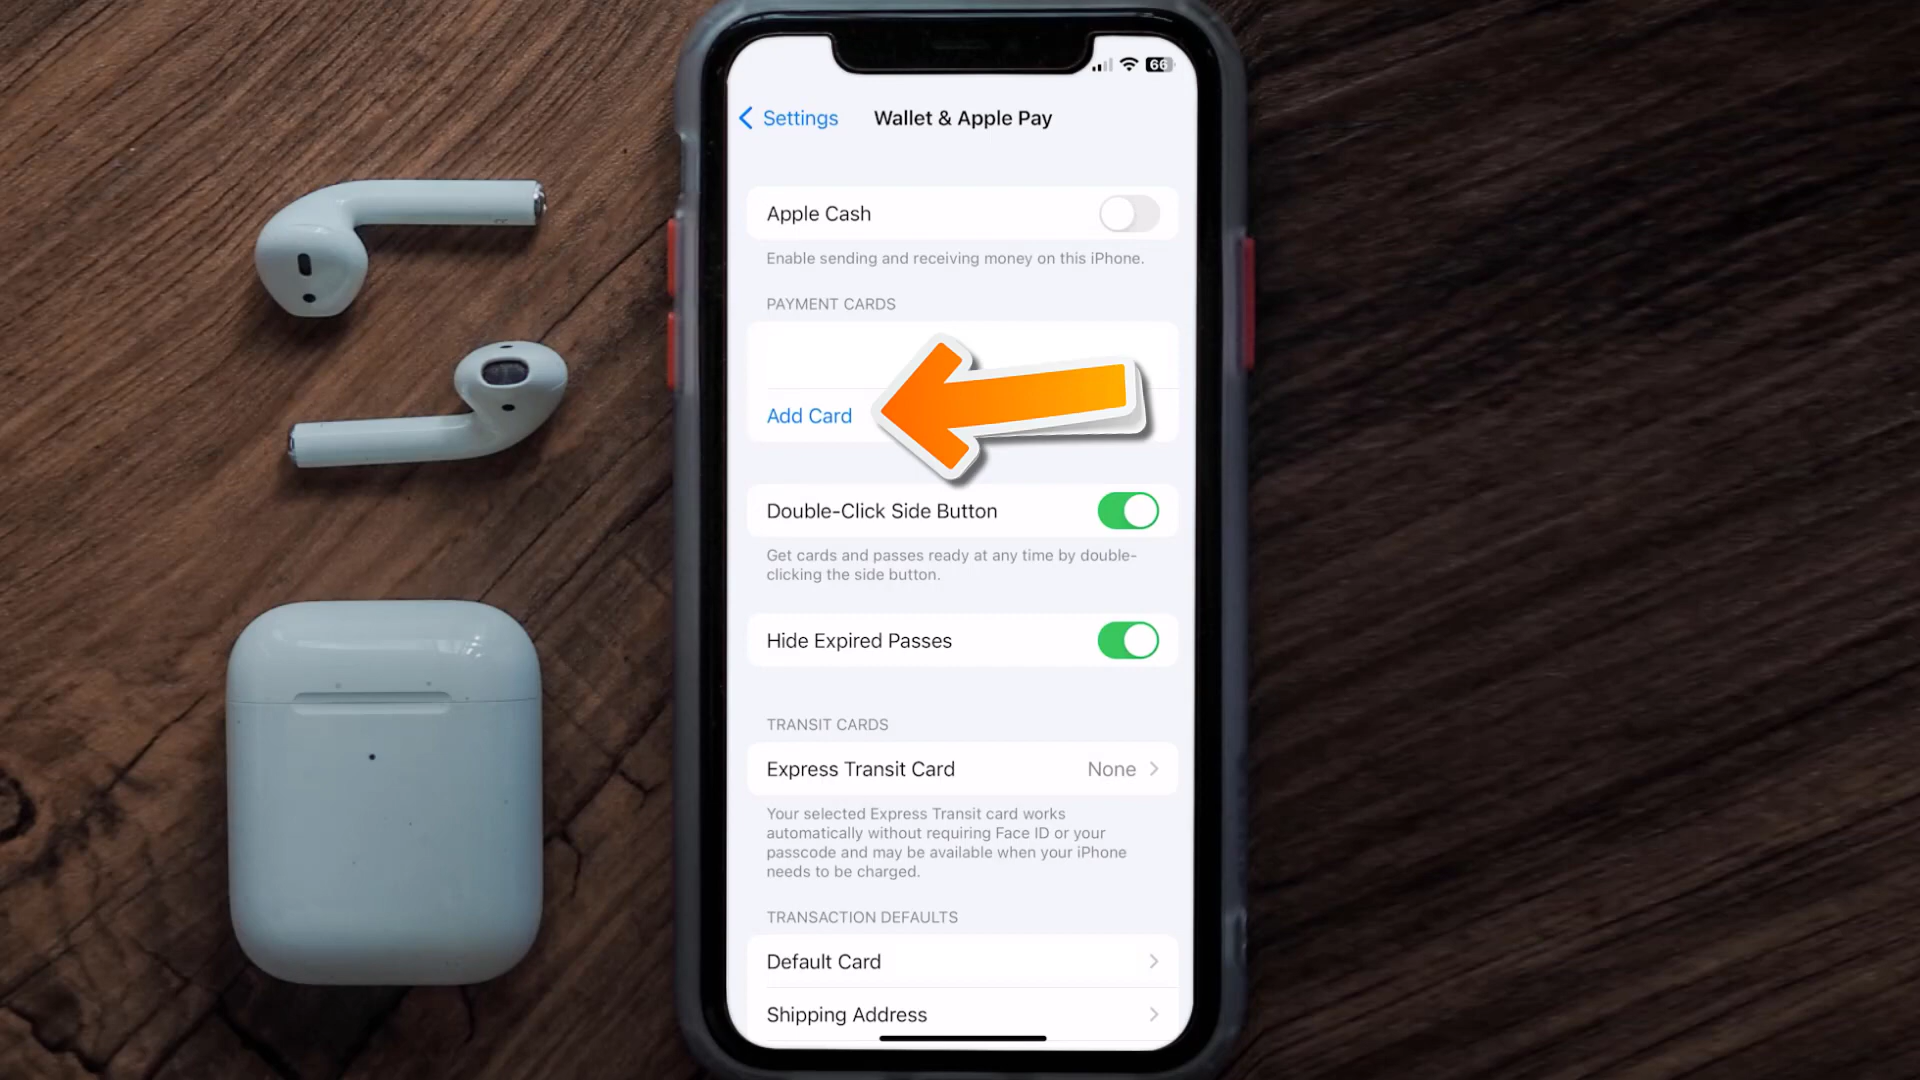 66
Settings
Wallet & Apple Pay
Apple Cash
Enable sending and receiving money on this iPhone.
PAYMENT CARDS
Add Card
Double-Click Side Button
Get cards and passes ready at any time by double-
clicking the side button.
Hide Expired Passes
TRANSIT CARDS
Express Transit Card
None
Your selected Express Transit card works
automatically without requiring Face ID or your
passcode and may be available when your iPhone
needs to be charged.
TRANSACTION DEFAULTS
Default Card
Shipping Address